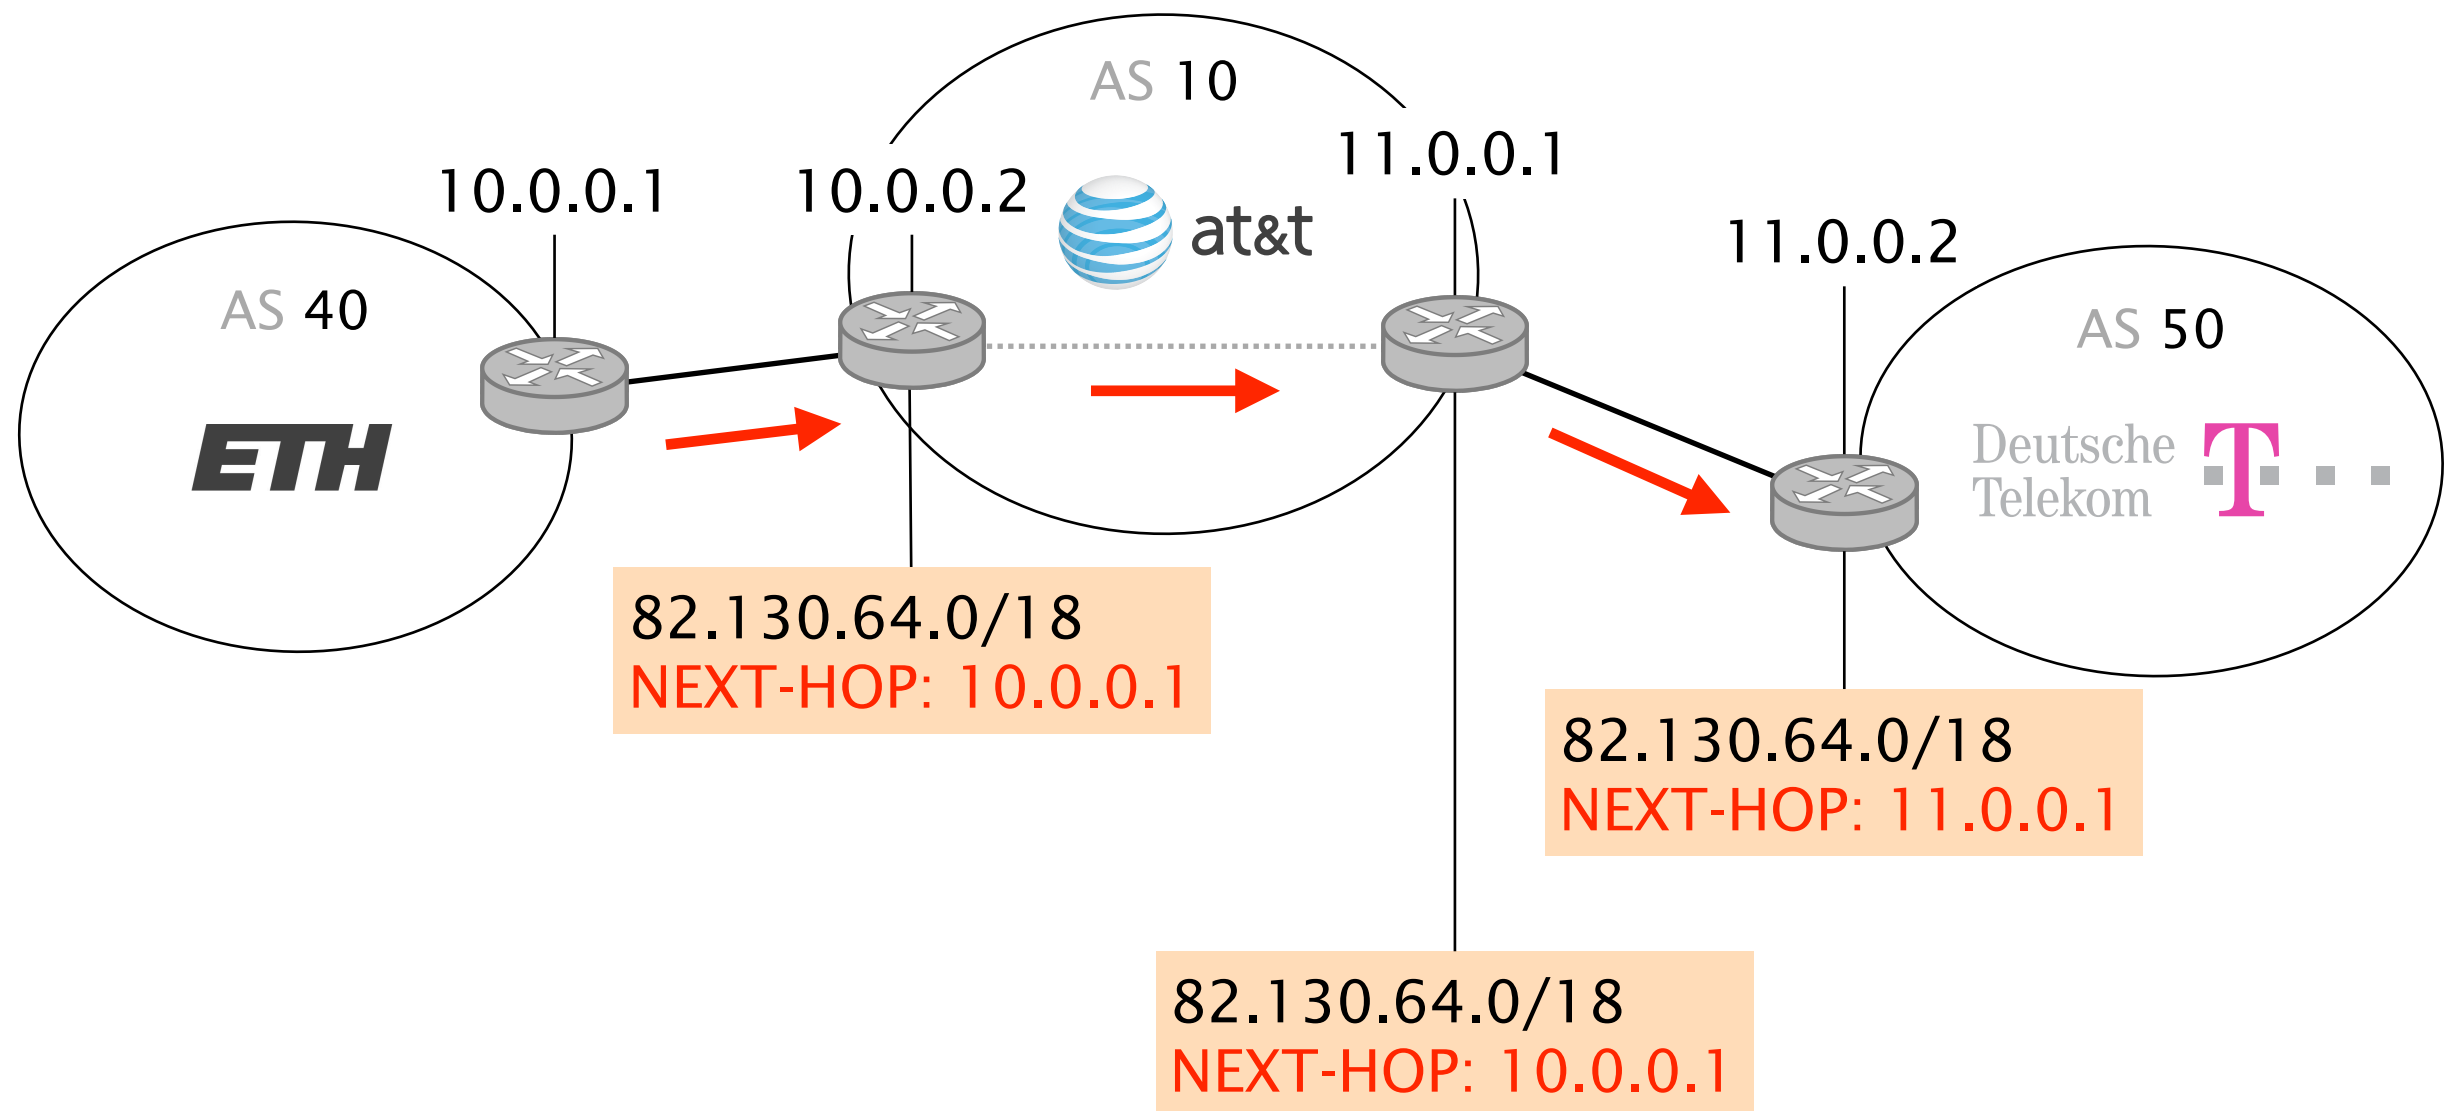 AS 10
11.0.0.1
10.0.0.1
10.0.0.2
at&t
11.0.0.2
AS 40
AS 50
ETH
Deutsche
Telekom
T
82.130.64.0/18
NEXT-HOP: 10.0.0.1
82.130.64.0/18
NEXT-HOP: 11.0.0.1
82.130.64.0/18
NEXT-HOP: 10.0.0.1